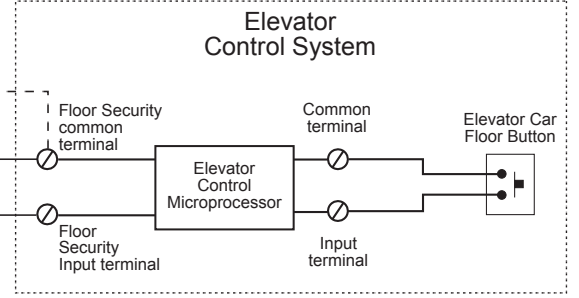 Elevator
Control System
Floor Security
common
terminal
Common
terminal
Elevator Car
Floor Button
Elevator
Control
Microprocessor
Floor
Security
Input terminal
Input
terminal